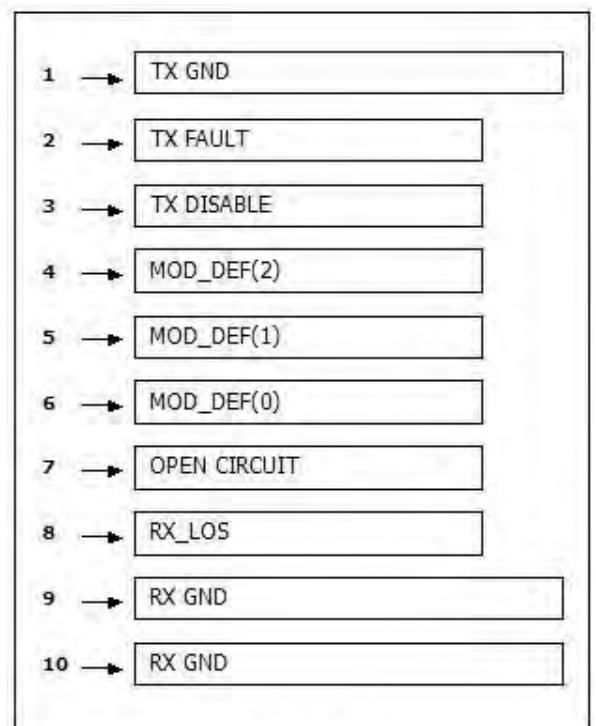 1 TX GND
2 TX FAULT
3 TX DISABLE
4 MOD_DEF(2)
5 MOD_DEF(1)
6 MOD_DEF(0)
7 OPEN CIRCUIT
8 RX_LOS
9 RX GND
10 RX GND